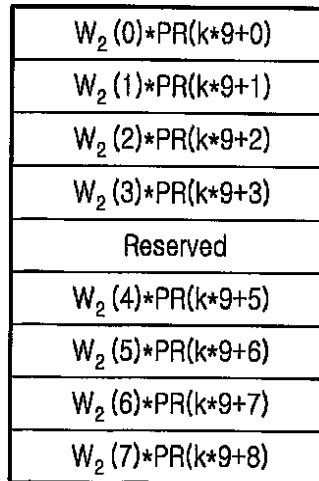 W₂(0)*PR(k*9+0)
W₂(1)*PR(k*9+1)
W₂(2)*PR(k*9+2)
W₂(3)*PR(k*9+3)
Reserved
W₂(4)*PR(k*9+5)
W₂(5)*PR(k*9+6)
W₂(6)*PR(k*9+7)
W₂(7)*PR(k*9+8)